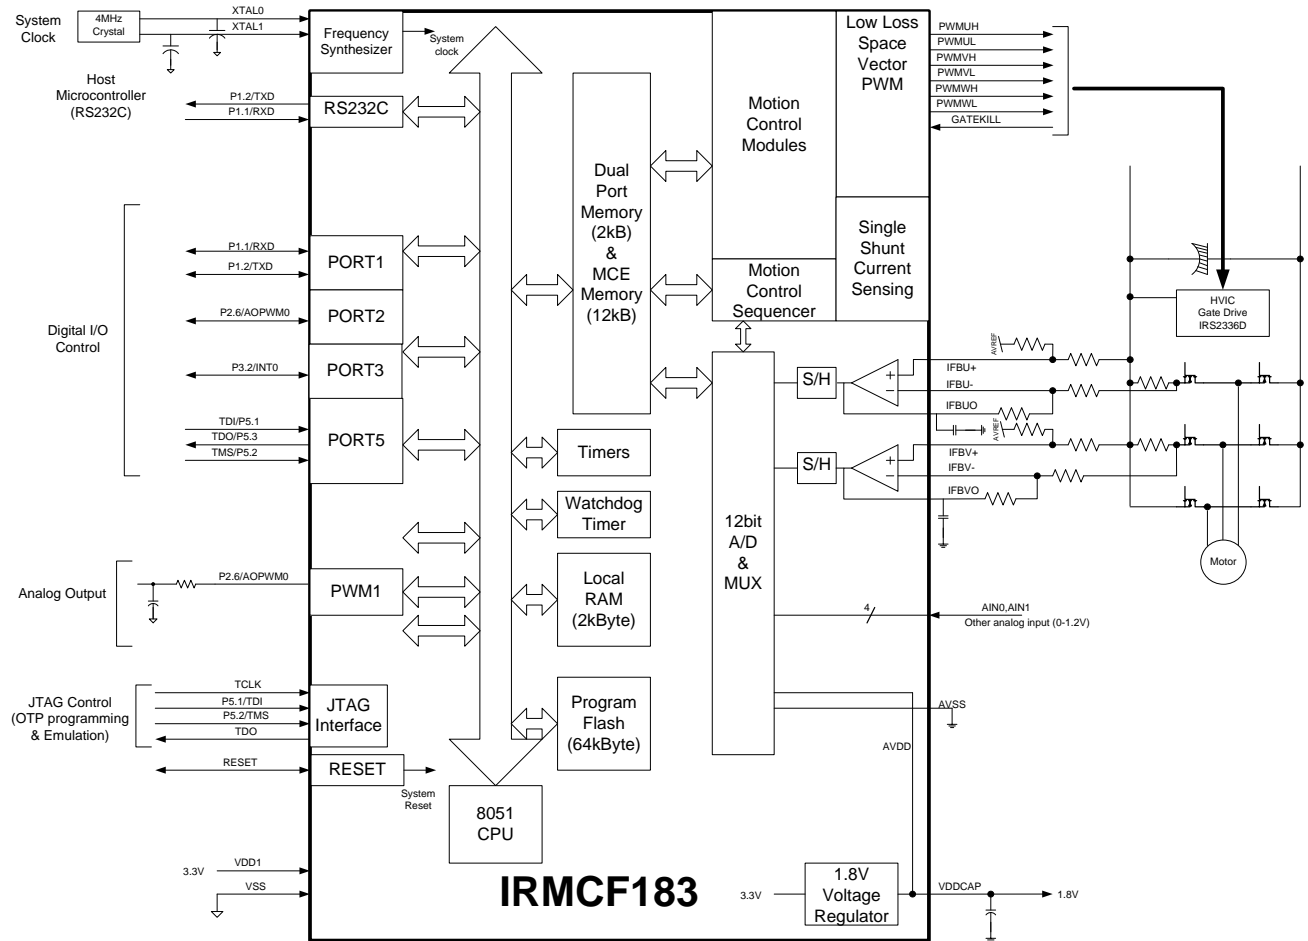 System
Clock
4MHz
Crystal
XTAL0
XTAL1
Frequency
Synthesizer
System
clock
Host
Microcontroller
(RS232C)
P1.2/TXD
P1.1/RXD
RS232C
Digital I/O
Control
P1.1/RXD
P1.2/TXD
PORT1
P2.6/AOPWM0
PORT2
P3.2/INT0
PORT3
TDI/P5.1
TDO/P5.3
TMS/P5.2
PORT5
Analog Output
P2.6/AOPWM0
PWM1
JTAG Control
(OTP programming
& Emulation)
TCLK
P5.1/TDI
P5.2/TMS
TDO
JTAG
Interface
RESET
RESET
System
Reset
3.3V
VDD1
VSS
8051
CPU
Dual
Port
Memory
(2kB)
&
MCE
Memory
(12kB)
Timers
Watchdog
Timer
Local
RAM
(2kByte)
Program
Flash
(64kByte)
Motion
Control
Modules
Motion
Control
Sequencer
Low Loss
Space
Vector
PWM
Single
Shunt
Current
Sensing
12bit
A/D
&
MUX
S/H
S/H
PWMUH
PWMUL
PWMVH
PWMVL
PWMWH
PWMWL
GATEKILL
HVIC
Gate Drive
IRS2336D
AVREF
IFBU+
IFBU-
IFBUO
AVREF
IFBV+
IFBV-
IFBVO
Motor
4
AIN0,AIN1
Other analog input (0-1.2V)
AVSS
AVDD
IRMCF183
3.3V
1.8V
Voltage
Regulator
VDDCAP
1.8V